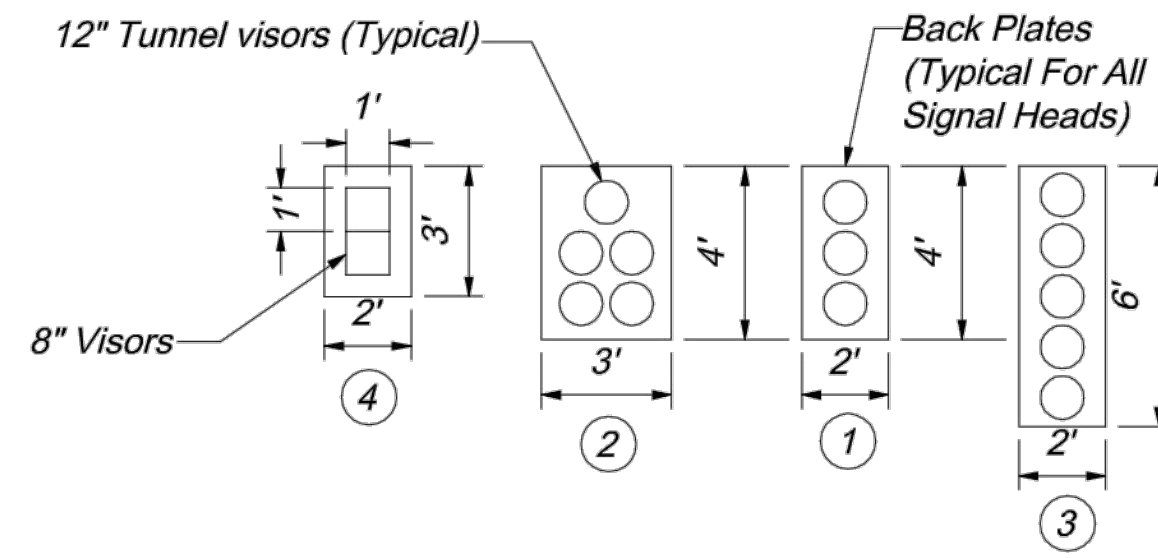 12" Tunnel visors (Typical)
Back Plates
(Typical For All
Signal Heads)
1'
1'
3'
4'
4'
6'
8" Visors
2'
3'
2'
2'
4
2
1
3